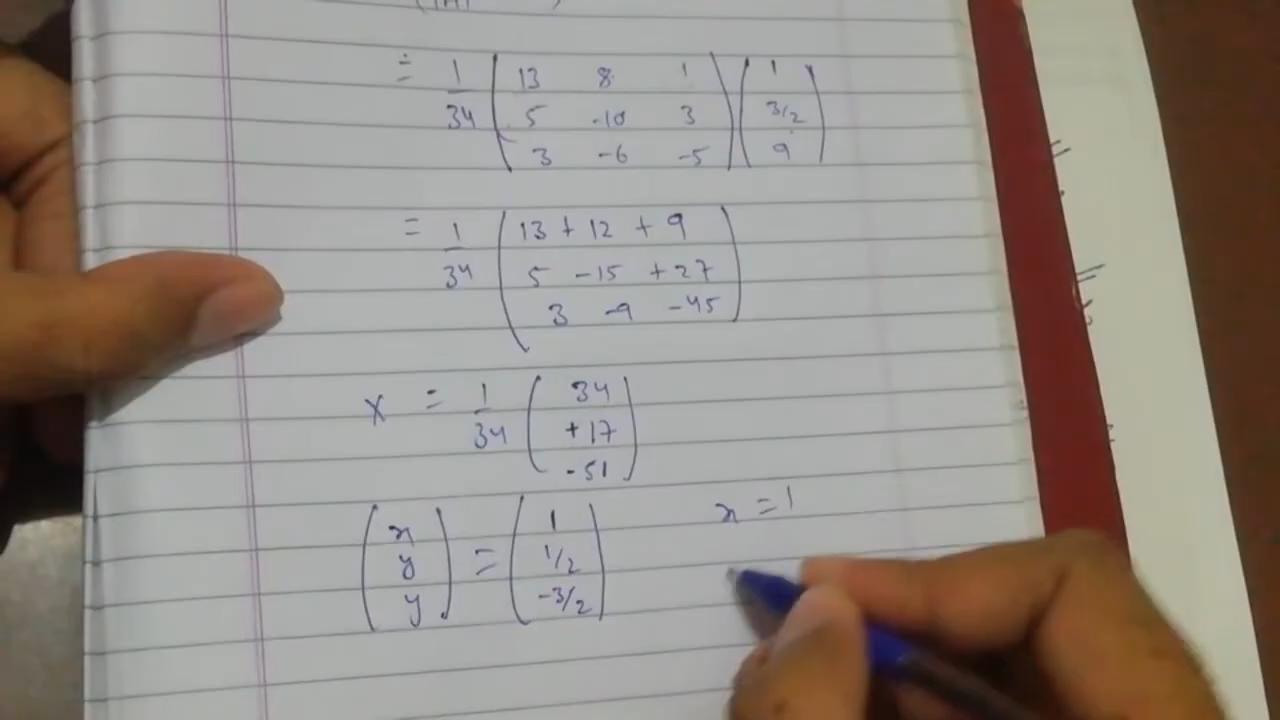 = 1/34 ( 13 8 1 ) ( 1 )
( 5 -10 3 ) ( 3/2 )
( 3 -6 -5 ) ( 9 )
= 1/34 ( 13 + 12 + 9 )
( 5 -15 +27 )
( 3 -9 -45 )
X = 1/34 ( 34 )
( +17 )
( -51 )
( x ) = ( 1 ) x = 1
( y ) ( 1/2 )
( y ) ( -3/2 )